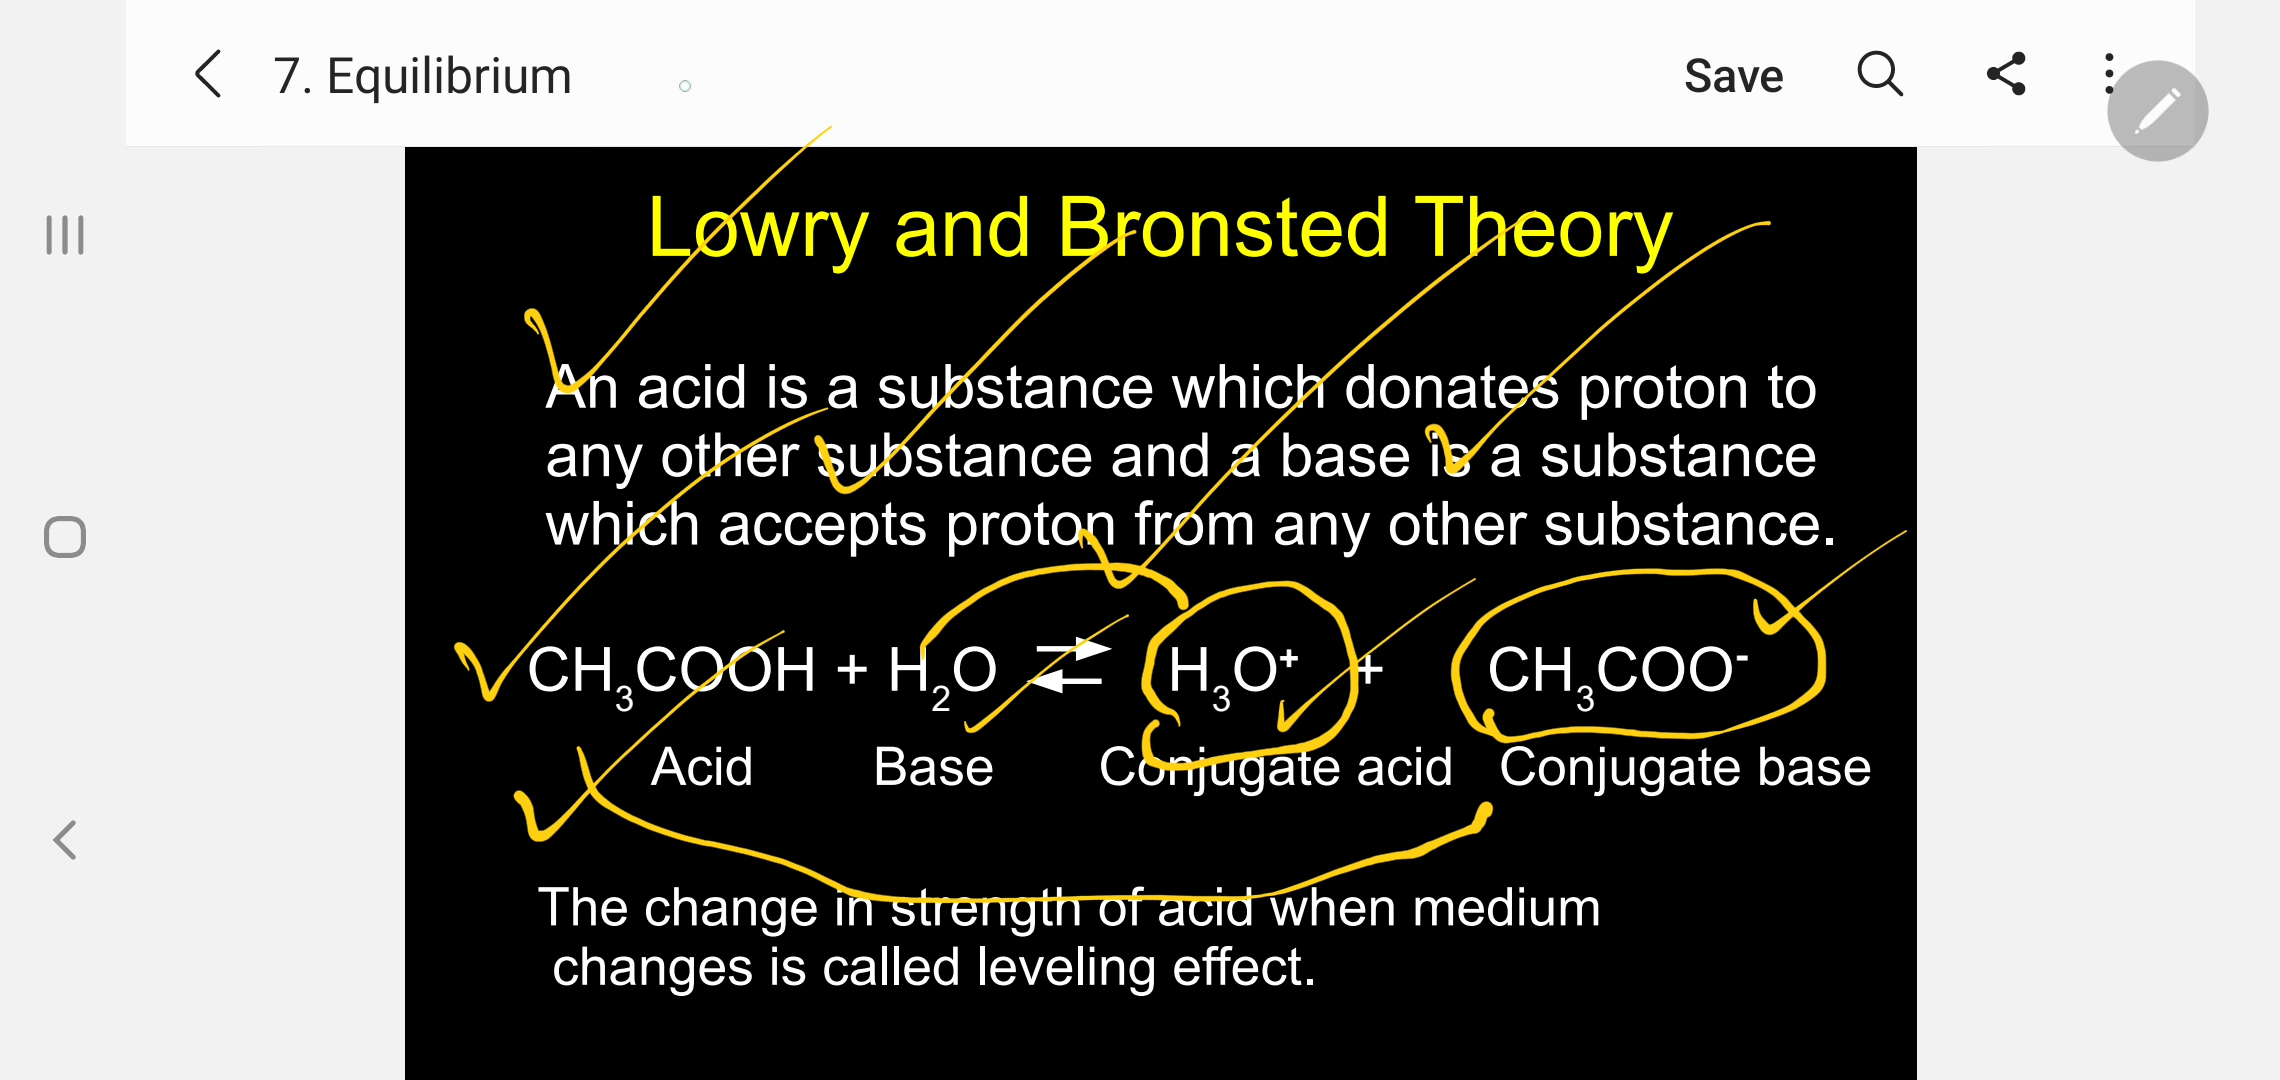 7. Equilibrium
Save
Lowry and Bronsted Theory
An acid is a substance which donates proton to
any other substance and a base is a substance
which accepts proton from any other substance.
CH₃COOH + H₂O ⇌ H₃O⁺ + CH₃COO⁻
Acid Base Conjugate acid Conjugate base
The change in strength of acid when medium
changes is called leveling effect.